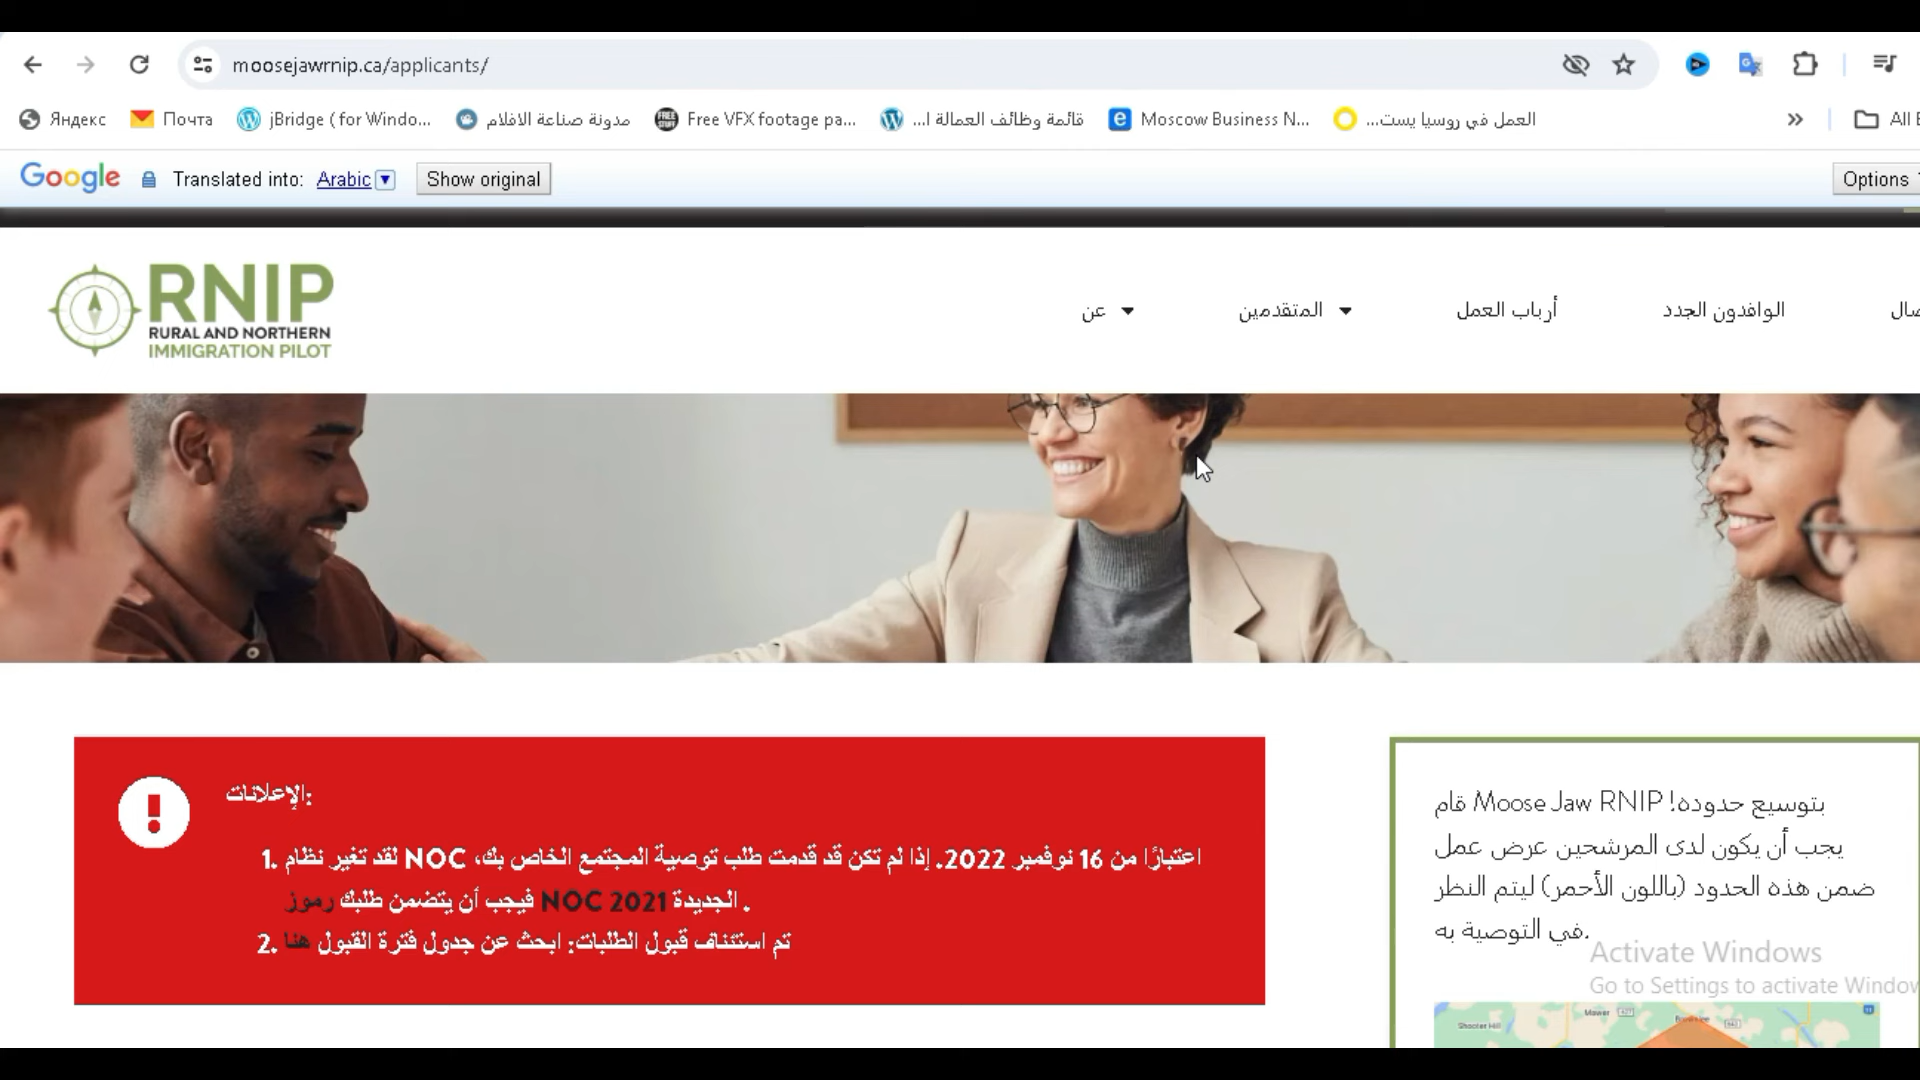 moosejawrnip.ca/applicants/
Яндекс
Почта
jBridge ( for Windo...
مدونة صناعة الافلام
Free VFX footage pa...
قائمة وظائف العمالة ا...
Moscow Business N...
العمل في روسيا يست...
All
Google
Translated into: Arabic
Show original
Options
RNIP
RURAL AND NORTHERN
IMMIGRATION PILOT
عن
المتقدمين
أرباب العمل
الوافدون الجدد
الإعلانات:
1. لقد تغير نظام NOC اعتبارًا من 16 نوفمبر 2022. إذا لم تكن قد قدمت طلب توصية المجتمع الخاص بك،
فيجب أن يتضمن طلبك رموز NOC 2021 الجديدة .
2. تم استئناف قبول الطلبات: ابحث عن جدول فترة القبول هنا
قام Moose Jaw RNIP بتوسيع حدوده!
يجب أن يكون لدى المرشحين عرض عمل
ضمن هذه الحدود (باللون الأحمر) ليتم النظر
في التوصية به.
Activate Windows
Go to Settings to activate Window
Shooter Hill
Mower